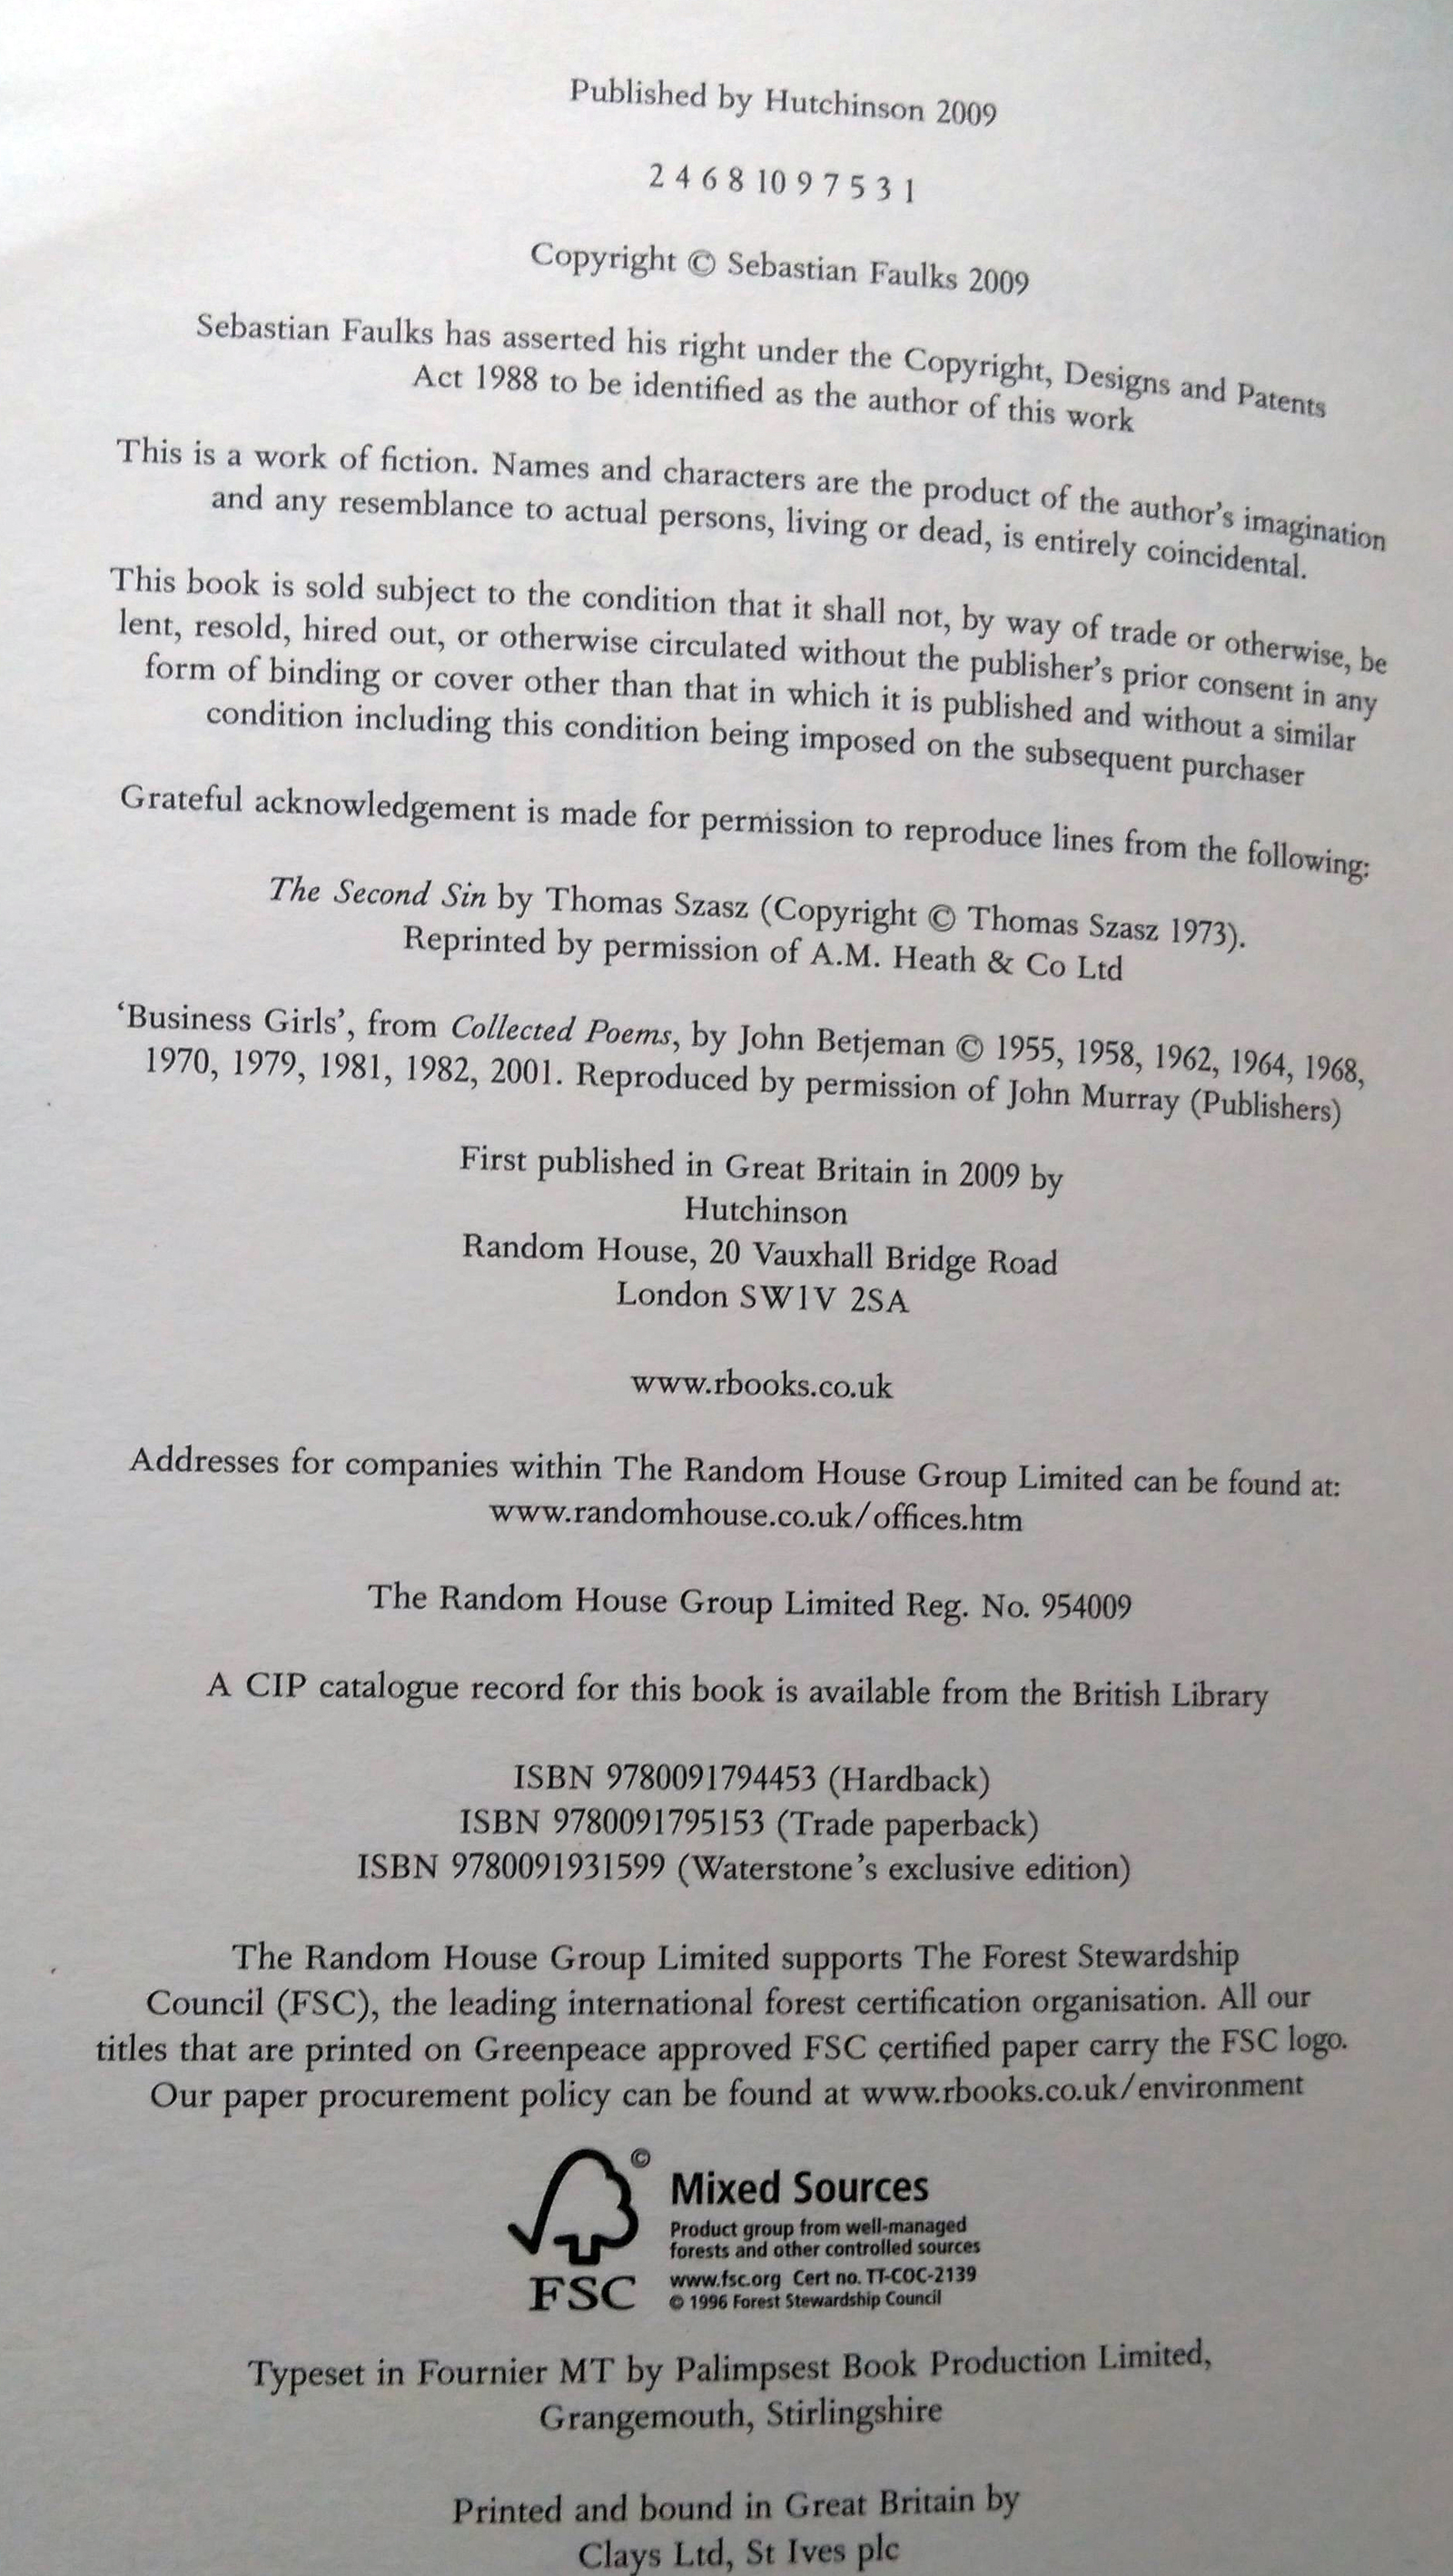 Published by Hutchinson 2009
2 4 6 8 10 9 7 5 3 1
Copyright © Sebastian Faulks 2009
Sebastian Faulks has asserted his right under the Copyright, Designs and Patents
Act 1988 to be identified as the author of this work
This is a work of fiction. Names and characters are the product of the author's imagination
and any resemblance to actual persons, living or dead, is entirely coincidental.
This book is sold subject to the condition that it shall not, by way of trade or otherwise, be
lent, resold, hired out, or otherwise circulated without the publisher's prior consent in any
form of binding or cover other than that in which it is published and without a similar
condition including this condition being imposed on the subsequent purchaser
Grateful acknowledgement is made for permission to reproduce lines from the following:
The Second Sin by Thomas Szasz (Copyright © Thomas Szasz 1973).
Reprinted by permission of A.M. Heath & Co Ltd
‘Business Girls’, from Collected Poems, by John Betjeman © 1955, 1958, 1962, 1964, 1968,
1970, 1979, 1981, 1982, 2001. Reproduced by permission of John Murray (Publishers)
First published in Great Britain in 2009 by
Hutchinson
Random House, 20 Vauxhall Bridge Road
London SW1V 2SA
www.rbooks.co.uk
Addresses for companies within The Random House Group Limited can be found at:
www.randomhouse.co.uk/offices.htm
The Random House Group Limited Reg. No. 954009
A CIP catalogue record for this book is available from the British Library
ISBN 9780091794453 (Hardback)
ISBN 9780091795153 (Trade paperback)
ISBN 9780091931599 (Waterstone's exclusive edition)
The Random House Group Limited supports The Forest Stewardship
Council (FSC), the leading international forest certification organisation. All our
titles that are printed on Greenpeace approved FSC certified paper carry the FSC logo.
Our paper procurement policy can be found at www.rbooks.co.uk/environment
©
FSC
Mixed Sources
Product group from well-managed
forests and other controlled sources
www.fsc.org Cert no. TT-COC-2139
© 1996 Forest Stewardship Council
Typeset in Fournier MT by Palimpsest Book Production Limited,
Grangemouth, Stirlingshire
Printed and bound in Great Britain by
Clays Ltd, St Ives plc